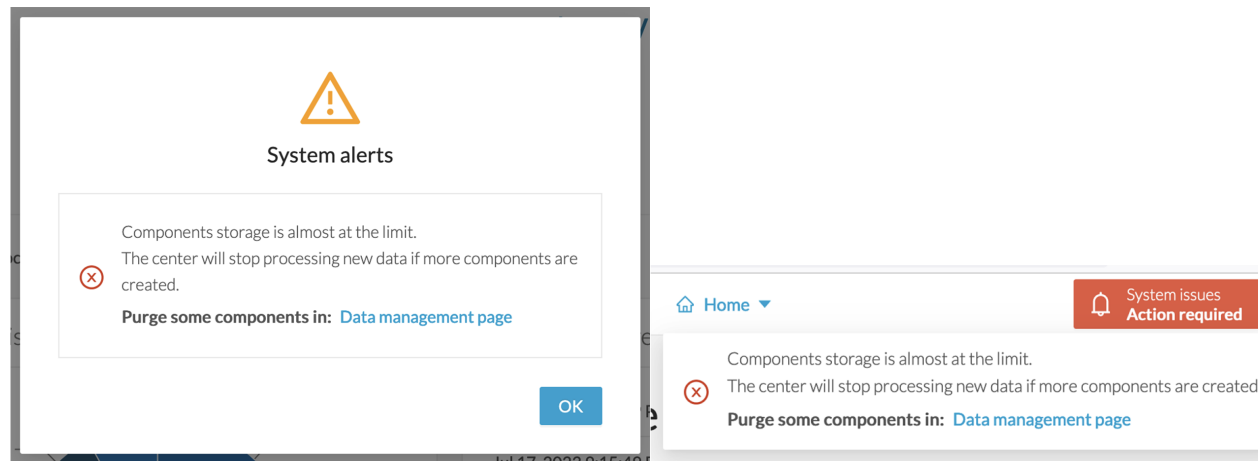 System alerts
Components storage is almost at the limit.
The center will stop processing new data if more components are
created.
Purge some components in: Data management page
OK
Home
System issues
Action required
Components storage is almost at the limit.
The center will stop processing new data if more components are created
Purge some components in: Data management page